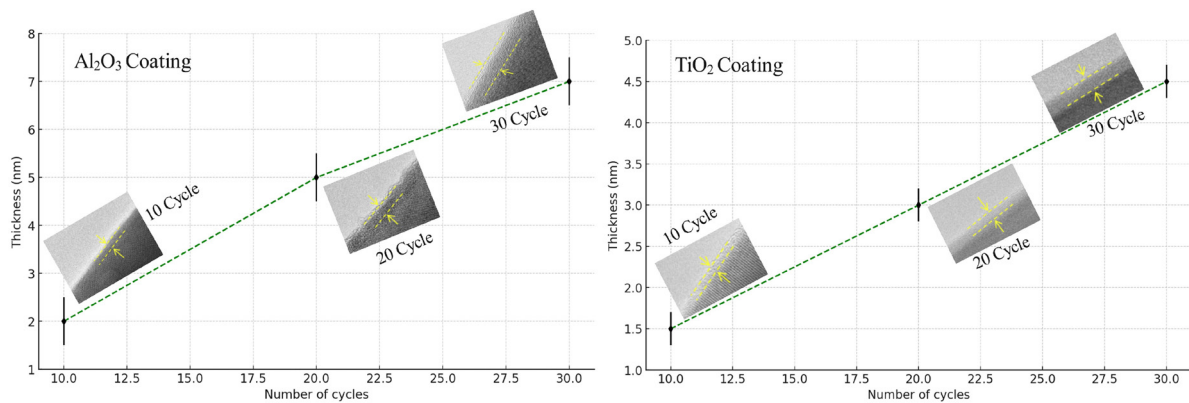 Al₂O₃ Coating
Thickness (nm)
8
7
6
5
4
3
2
1
10 Cycle
20 Cycle
30 Cycle
10.0 12.5 15.0 17.5 20.0 22.5 25.0 27.5 30.0
Number of cycles
TiO₂ Coating
Thickness (nm)
5.0
4.5
4.0
3.5
3.0
2.5
2.0
1.5
1.0
10 Cycle
20 Cycle
30 Cycle
10.0 12.5 15.0 17.5 20.0 22.5 25.0 27.5 30.0
Number of cycles